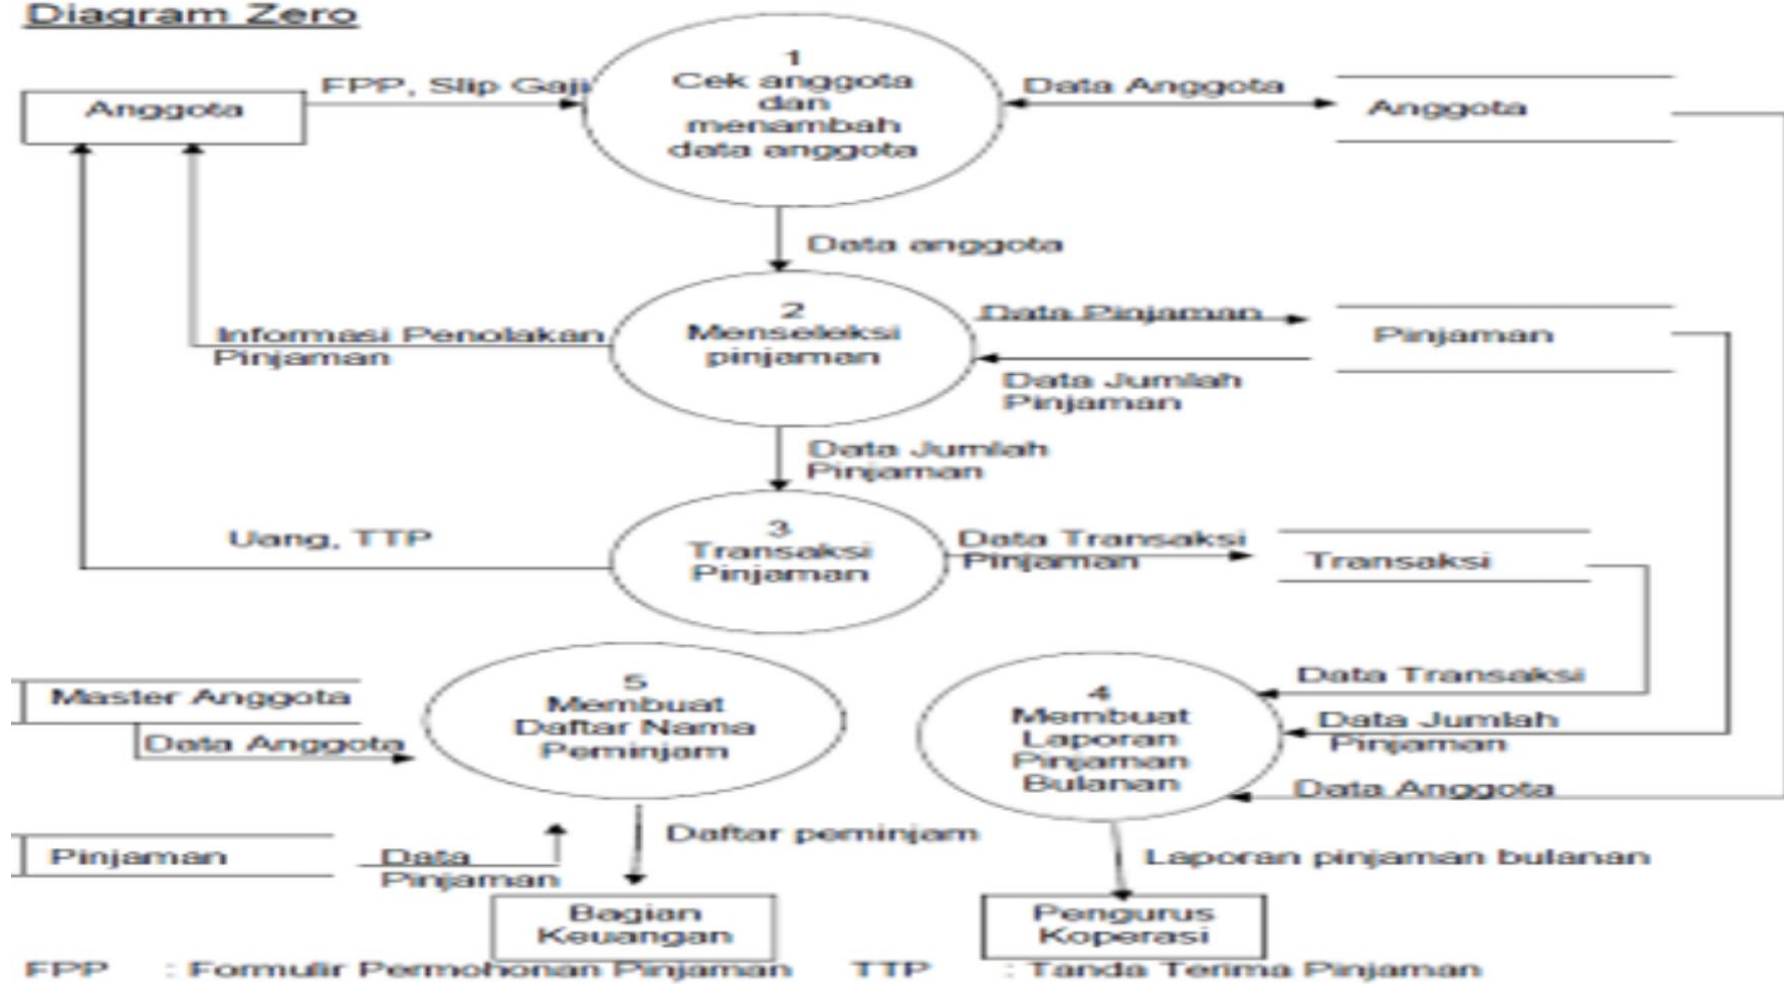 Diagram Zero
Anggota
FPP, Slip Gaji
1
Cek anggota
dan
menambah
data anggota
Data Anggota
Anggota
Data anggota
2
Menseleksi
pinjaman
Informasi Penolakan
Pinjaman
Data Pinjaman
Pinjaman
Data Jumlah
Pinjaman
Data Jumlah
Pinjaman
3
Transaksi
Pinjaman
Uang, TTP
Data Transaksi
Pinjaman
Transaksi
Master Anggota
Data Anggota
5
Membuat
Daftar Nama
Peminjam
4
Membuat
Laporan
Pinjaman
Bulanan
Data Transaksi
Data Jumlah
Pinjaman
Data Anggota
Pinjaman
Data
Pinjaman
Daftar peminjam
Laporan pinjaman bulanan
Bagian
Keuangan
Pengurus
Koperasi
FPP : Formulir Permohonan Pinjaman TTP : Tanda Terima Pinjaman